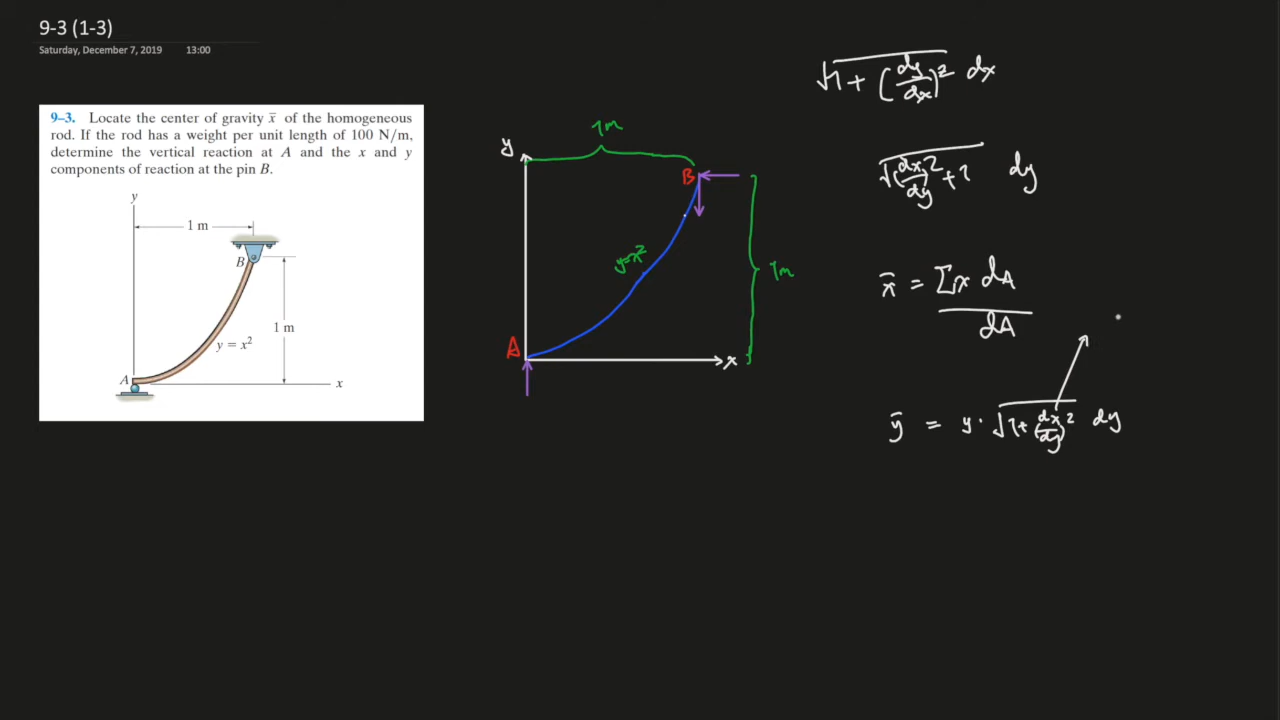 9-3 (1-3)
Saturday, December 7, 2019 13:00
9–3. Locate the center of gravity x̄ of the homogeneous
rod. If the rod has a weight per unit length of 100 N/m,
determine the vertical reaction at A and the x and y
components of reaction at the pin B.
y
1 m
B
1 m
y = x²
A
x
1m
y
B
y=x²
1m
A
x
√1 + (dy/dx)² dx
√(dx/dy)² + 1 dy
x̄ = Σx dA / dA
ȳ = y · √1 + (dx/dy)² dy